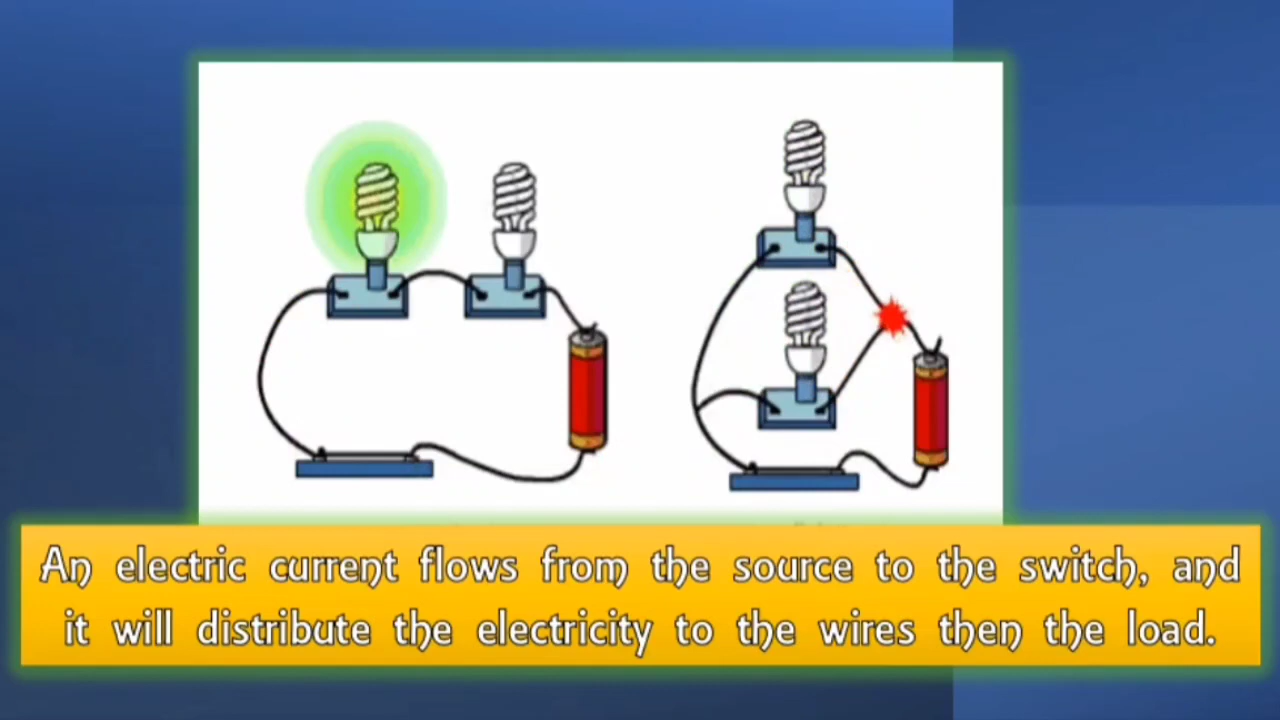 An electric current flows from the source to the switch, and
it will distribute the electricity to the wires then the load.